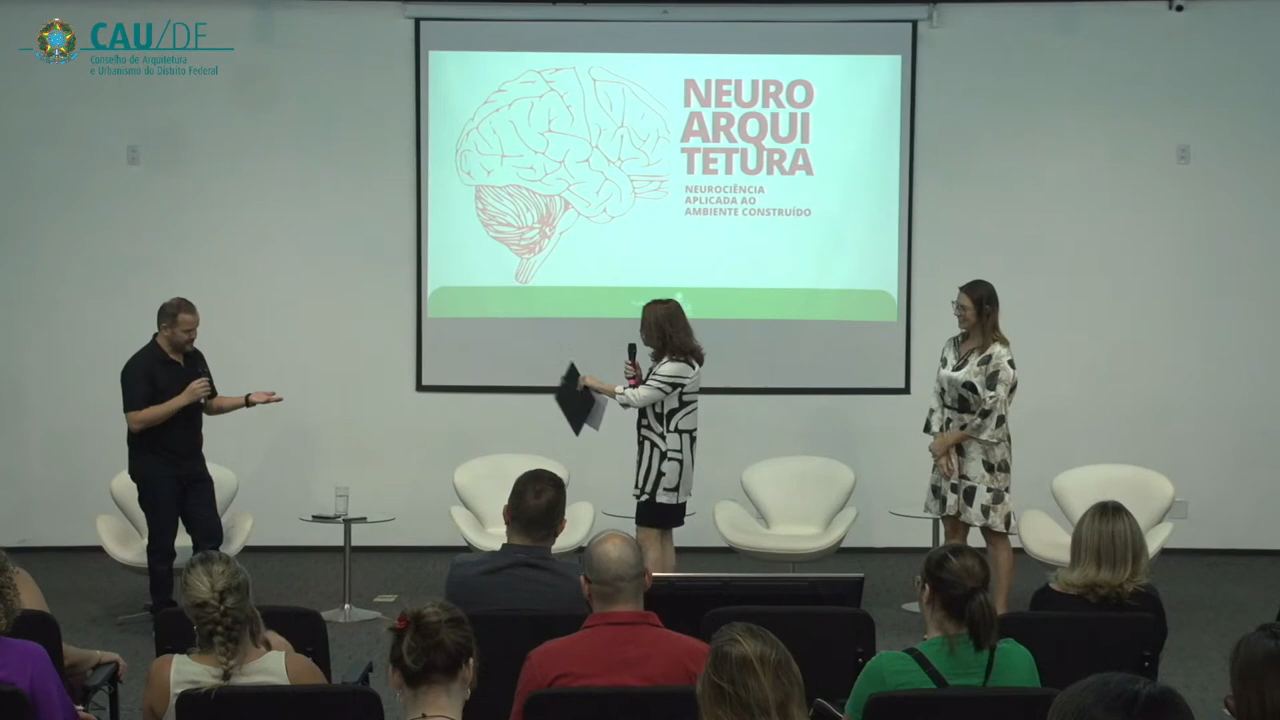 CAU/DF
Conselho de Arquitetura
e Urbanismo do Distrito Federal
NEURO
ARQUI
TETURA
NEUROCIÊNCIA
APLICADA AO
AMBIENTE CONSTRUÍDO